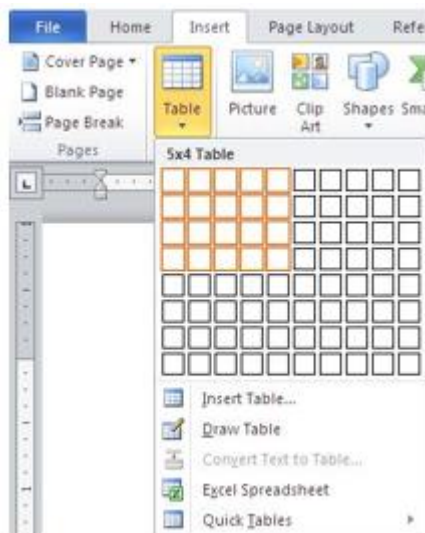 File Home Insert Page Layout Refe
Cover Page
Blank Page
Page Break
Table Picture Clip Art Shapes Sma
Pages
5x4 Table
L
Insert Table...
Draw Table
Convert Text to Table...
Excel Spreadsheet
Quick Tables